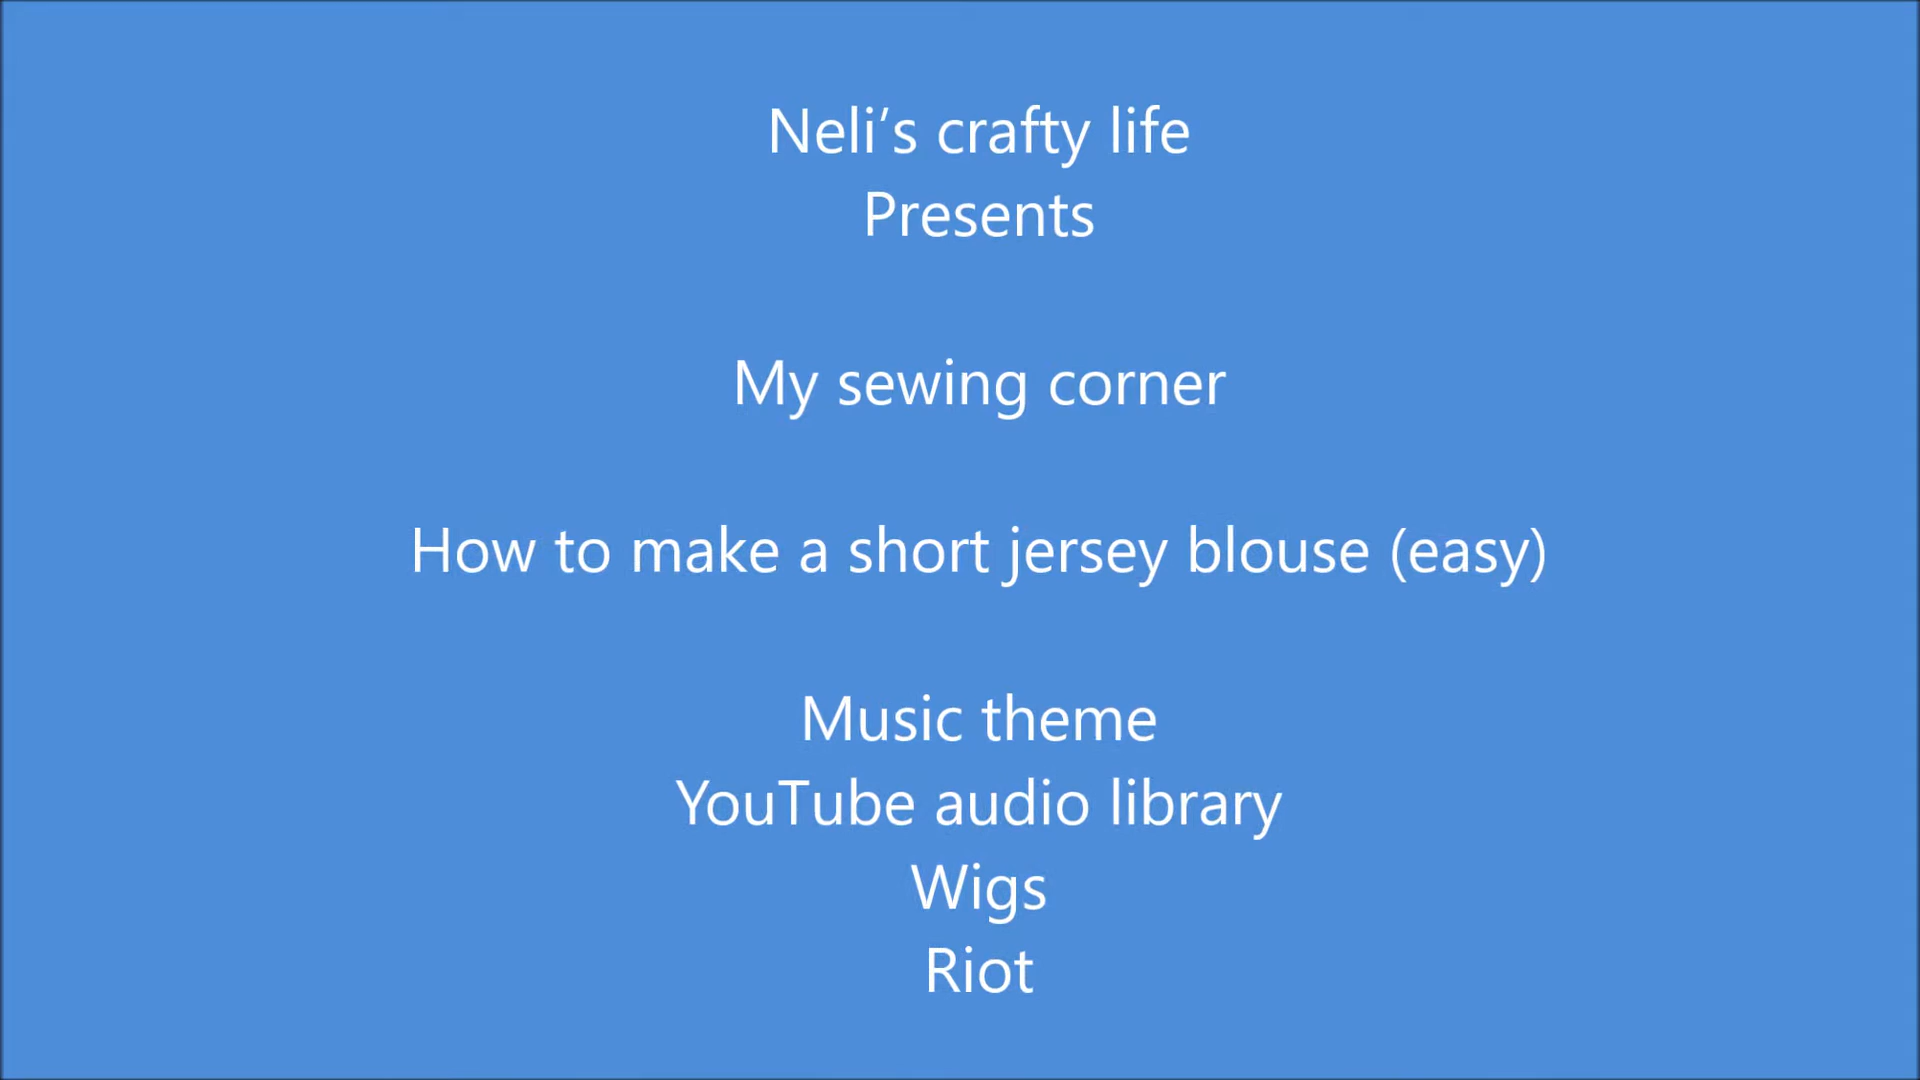 Neli’s crafty life
Presents
My sewing corner
How to make a short jersey blouse (easy)
Music theme
YouTube audio library
Wigs
Riot